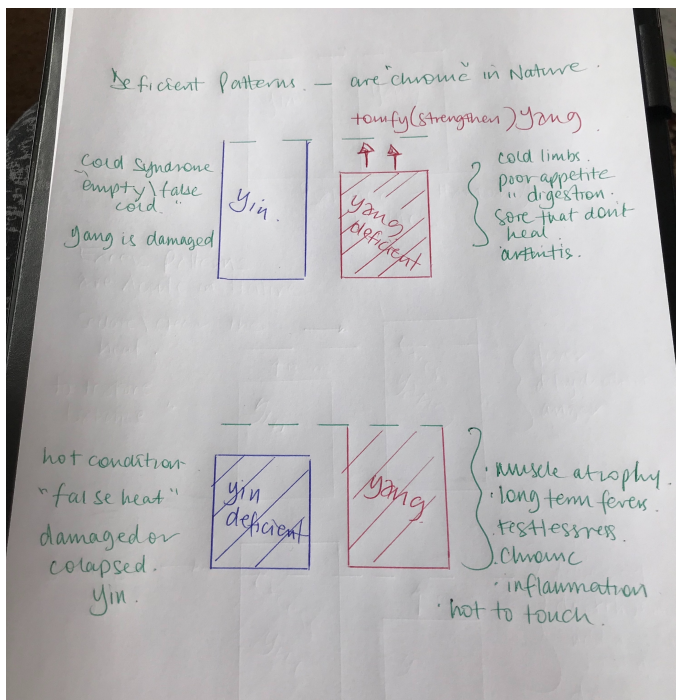 Deficient Patterns. — are "chronic" in Nature.
tonify (strengthen) Yang
cold syndrome
"empty\false
cold."
yang is damaged
Yin.
yang
deficient
cold limbs.
poor appetite
" digestion.
sore that don't
heal.
arthritis.
hot condition
"false heat"
damaged or
colapsed.
yin.
yin
deficient
yang
· muscle atrophy.
· long term fevers.
· restlessness.
· chronic
· inflammation
· hot to touch.